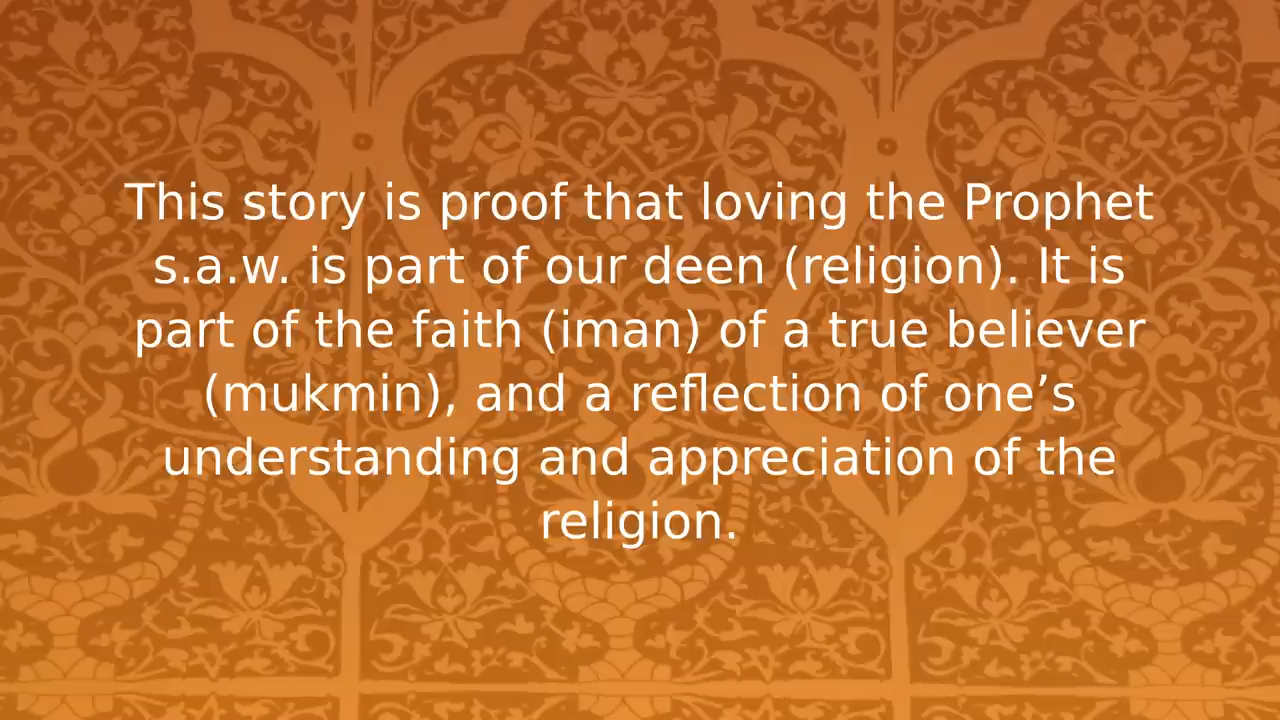 This story is proof that loving the Prophet
s.a.w. is part of our deen (religion). It is
part of the faith (iman) of a true believer
(mukmin), and a reflection of one’s
understanding and appreciation of the
religion.